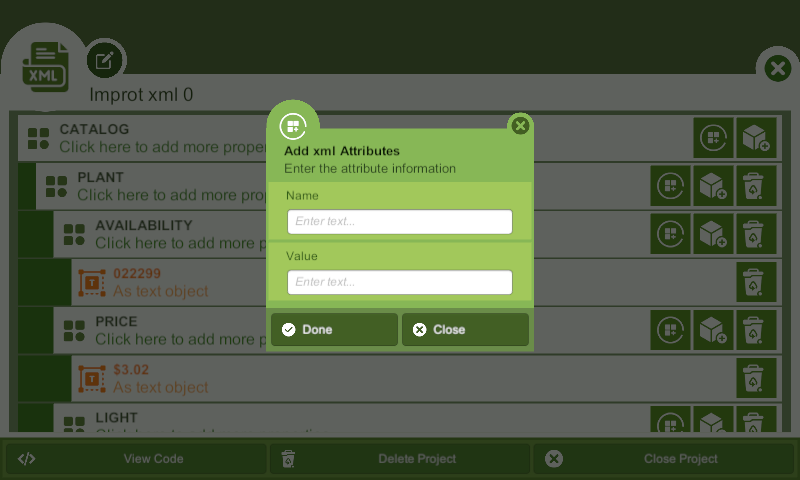 XML
Improt xml 0
CATALOG
Click here to add more proper
PLANT
Click here to add more prop
AVAILABILITY
Click here to add more p
022299
As text object
PRICE
Click here to add more p
$3.02
As text object
LIGHT
Add xml Attributes
Enter the attribute information
Name
Enter text...
Value
Enter text...
Done
Close
View Code
Delete Project
Close Project